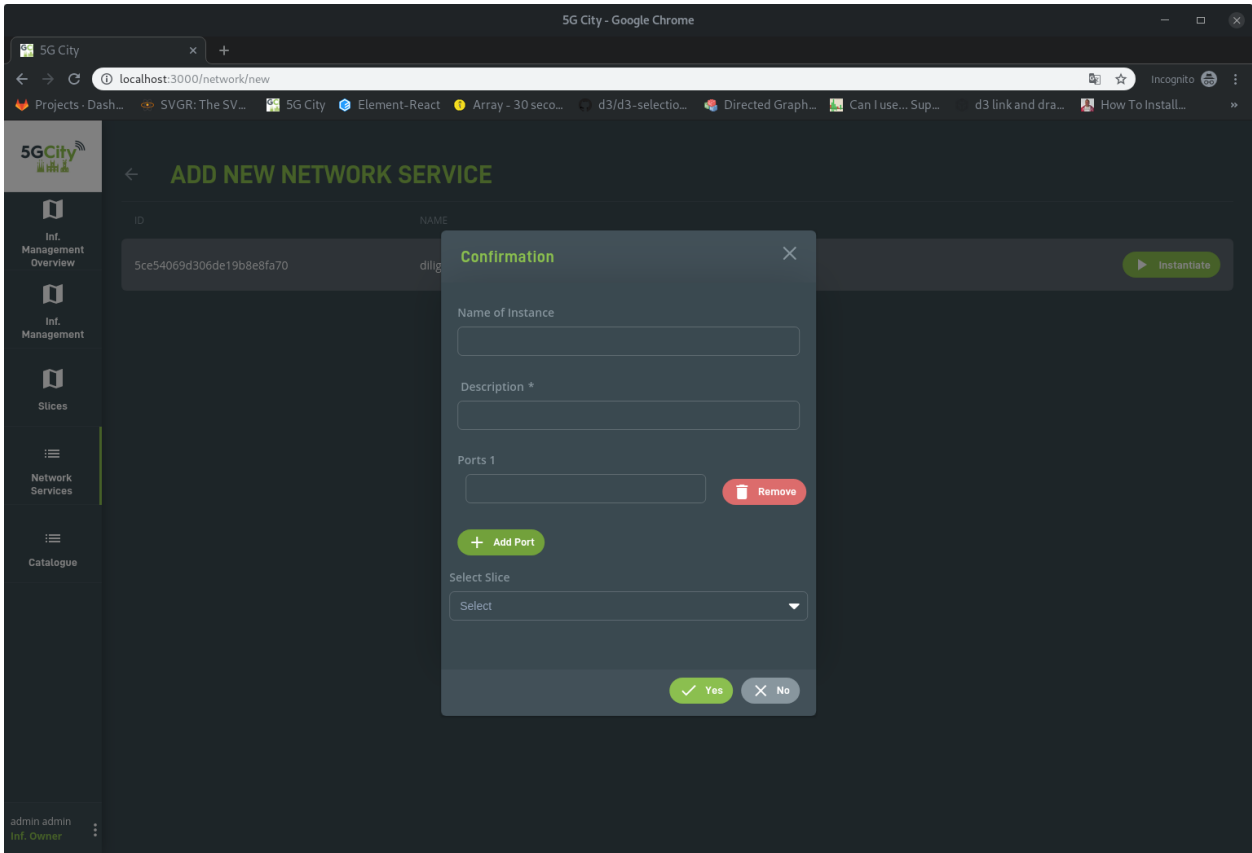 5G City - Google Chrome
5G City
localhost:3000/network/new
Incognito
Projects · Dash...
SVGR: The SV...
5G City
Element-React
Array - 30 seco...
d3/d3-selectio...
Directed Graph...
Can I use... Sup...
d3 link and dra...
How To Install...
5GCity
ADD NEW NETWORK SERVICE
Inf.
Management
Overview
Inf.
Management
Slices
Network
Services
Catalogue
admin admin
Inf. Owner
ID
NAME
5ce54069d306de19b8e8fa70
dilig
Instantiate
Confirmation
Name of Instance
Description *
Ports 1
Remove
Add Port
Select Slice
Select
Yes
No